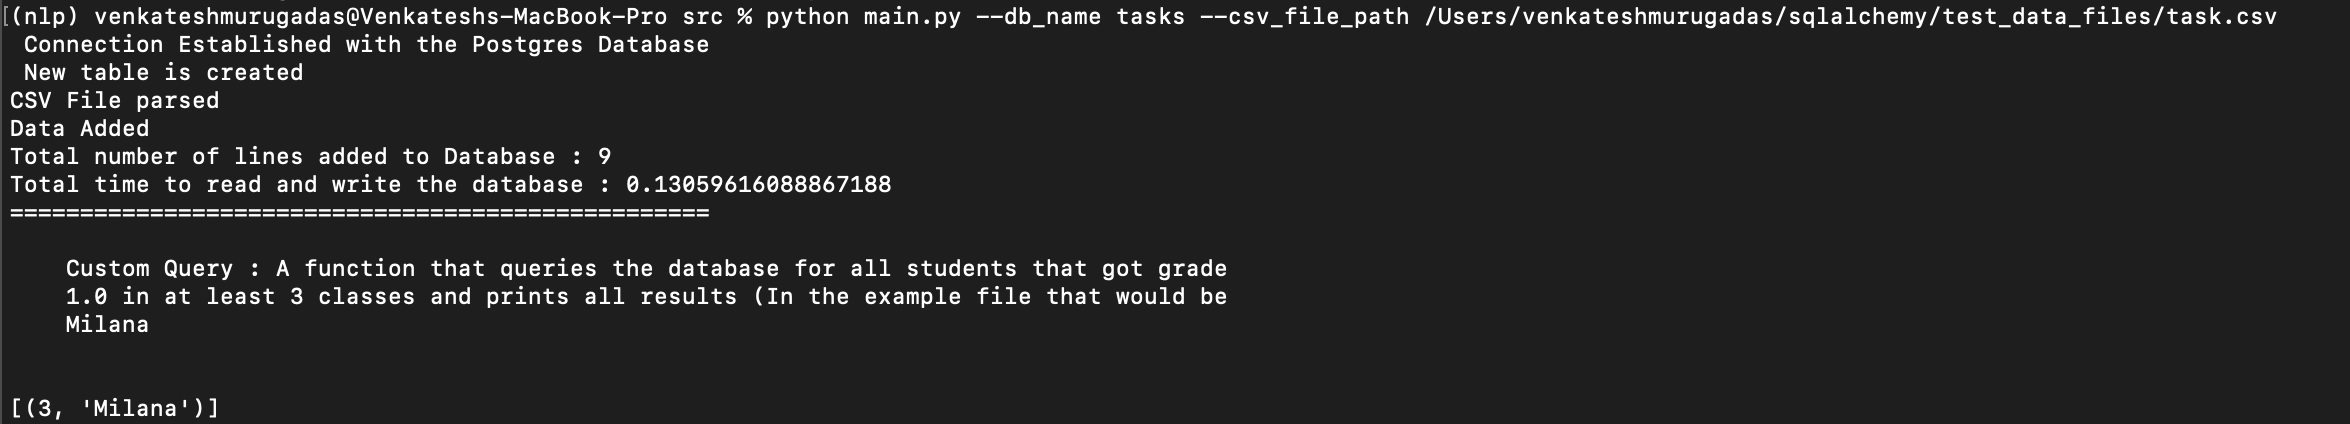 [(nlp) venkateshmurugadas@Venkateshs-MacBook-Pro src % python main.py --db_name tasks --csv_file_path /Users/venkateshmurugadas/sqlalchemy/test_data_files/task.csv
Connection Established with the Postgres Database
New table is created
CSV File parsed
Data Added
Total number of lines added to Database : 9
Total time to read and write the database : 0.13059616088867188
==================================================
Custom Query : A function that queries the database for all students that got grade
1.0 in at least 3 classes and prints all results (In the example file that would be
Milana
[(3, 'Milana')]